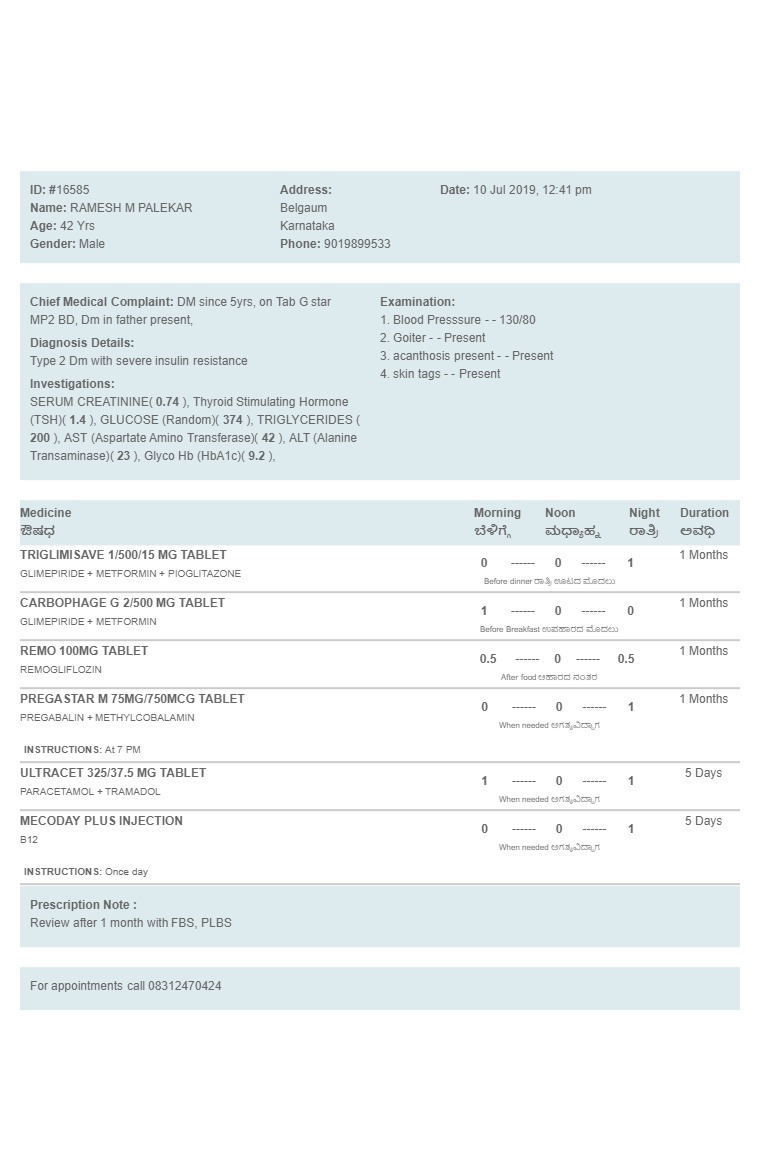 ID: #16585
Name: RAMESH M PALEKAR
Age: 42 Yrs
Gender: Male
Address:
Belgaum
Karnataka
Phone: 9019899533
Date: 10 Jul 2019, 12:41 pm
Chief Medical Complaint: DM since 5yrs, on Tab G star
MP2 BD, Dm in father present,
Diagnosis Details:
Type 2 Dm with severe insulin resistance
Investigations:
SERUM CREATININE( 0.74 ), Thyroid Stimulating Hormone
(TSH)( 1.4 ), GLUCOSE (Random)( 374 ), TRIGLYCERIDES (
200 ), AST (Aspartate Amino Transferase)( 42 ), ALT (Alanine
Transaminase)( 23 ), Glyco Hb (HbA1c)( 9.2 ),
Examination:
1. Blood Presssure - - 130/80
2. Goiter - - Present
3. acanthosis present - - Present
4. skin tags - - Present
Medicine Morning Noon Night Duration
ಔಷಧ ಬೆಳಿಗ್ಗೆ ಮಧ್ಯಾಹ್ನ ರಾತ್ರಿ ಅವಧಿ
TRIGLIMISAVE 1/500/15 MG TABLET 0 ------ 0 ------ 1 1 Months
GLIMEPIRIDE + METFORMIN + PIOGLITAZONE
Before dinner ರಾತ್ರಿ ಊಟದ ಮೊದಲು
CARBOPHAGE G 2/500 MG TABLET 1 ------ 0 ------ 0 1 Months
GLIMEPIRIDE + METFORMIN
Before Breakfast ಉಪಹಾರದ ಮೊದಲು
REMO 100MG TABLET 0.5 ------ 0 ------ 0.5 1 Months
REMOGLIFLOZIN
After food ಆಹಾರದ ನಂತರ
PREGASTAR M 75MG/750MCG TABLET 0 ------ 0 ------ 1 1 Months
PREGABALIN + METHYLCOBALAMIN
When needed ಅಗತ್ಯವಿದ್ದಾಗ
INSTRUCTIONS: At 7 PM
ULTRACET 325/37.5 MG TABLET 1 ------ 0 ------ 1 5 Days
PARACETAMOL + TRAMADOL
When needed ಅಗತ್ಯವಿದ್ದಾಗ
MECODAY PLUS INJECTION 0 ------ 0 ------ 1 5 Days
B12
When needed ಅಗತ್ಯವಿದ್ದಾಗ
INSTRUCTIONS: Once day
Prescription Note :
Review after 1 month with FBS, PLBS
For appointments call 08312470424